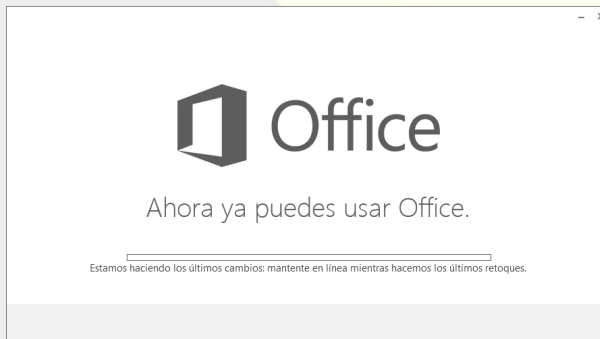 Office
Ahora ya puedes usar Office.
Estamos haciendo los últimos cambios: mantente en línea mientras hacemos los últimos retoques.